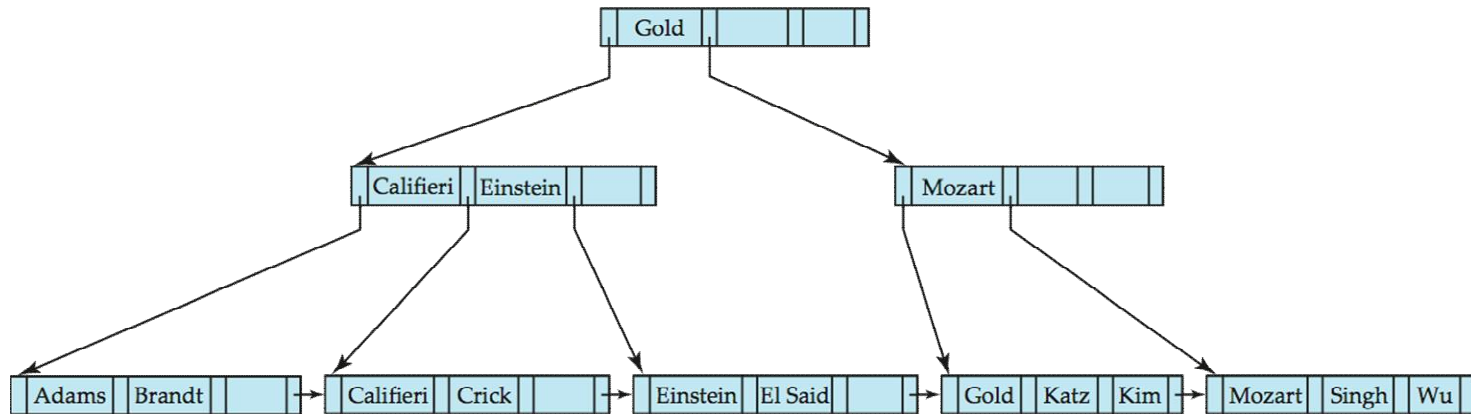 Gold
Califieri Einstein Mozart
Adams Brandt Califieri Crick Einstein El Said Gold Katz Kim Mozart Singh Wu